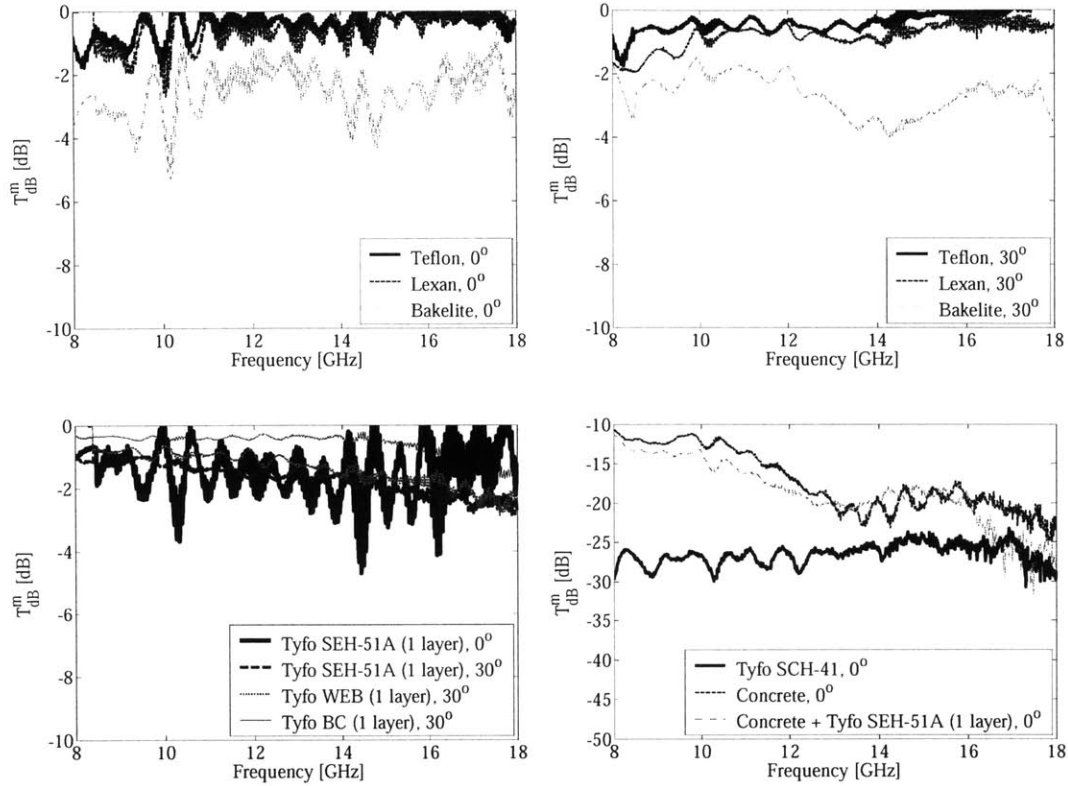 0
-2
-4
-6
-8
-10
8
10
12
14
16
18
T^m_dB [dB]
Frequency [GHz]
Teflon, 0°
Lexan, 0°
Bakelite, 0°
0
-2
-4
-6
-8
-10
8
10
12
14
16
18
T^m_dB [dB]
Frequency [GHz]
Teflon, 30°
Lexan, 30°
Bakelite, 30°
0
-2
-4
-6
-8
-10
8
10
12
14
16
18
T^m_dB [dB]
Frequency [GHz]
Tyfo SEH-51A (1 layer), 0°
Tyfo SEH-51A (1 layer), 30°
Tyfo WEB (1 layer), 30°
Tyfo BC (1 layer), 30°
-10
-15
-20
-25
-30
-35
-40
-45
-50
8
10
12
14
16
18
T^m_dB [dB]
Frequency [GHz]
Tyfo SCH-41, 0°
Concrete, 0°
Concrete + Tyfo SEH-51A (1 layer), 0°